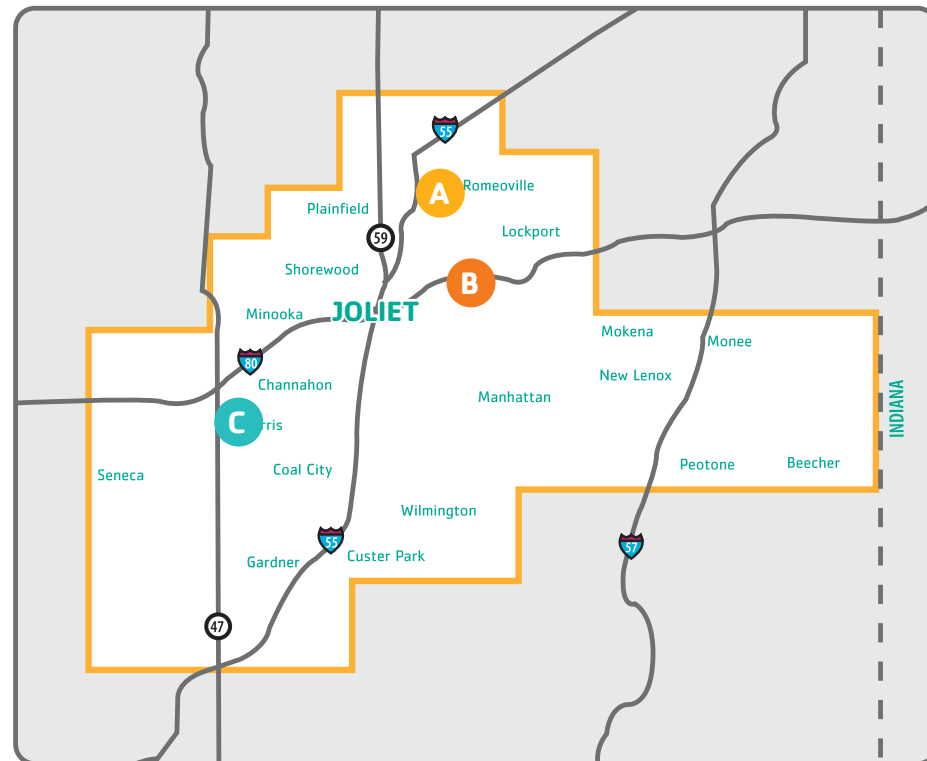 55
A
Romeoville
Plainfield
Lockport
59
Shorewood
B
JOLIET
Minooka
Mokena
Monee
80
New Lenox
Channahon
Manhattan
INDIANA
C
rris
Peotone
Beecher
Coal City
Seneca
Wilmington
55
Custer Park
57
Gardner
47